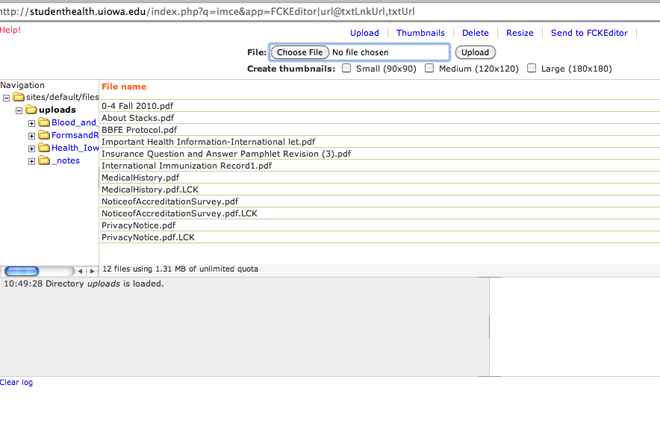 http://studenthealth.uiowa.edu/index.php?q=imce&app=FCKEditor|url@txtLnkUrl,txtUrl
Help!
Upload Thumbnails Delete Resize Send to FCKEditor
File: Choose File No file chosen Upload
Create thumbnails: Small (90x90) Medium (120x120) Large (180x180)
Navigation
sites/default/files
uploads
Blood_and_
FormsandR
Health_Iow
_notes
File name
0-4 Fall 2010.pdf
About Stacks.pdf
BBFE Protocol.pdf
Important Health Information-International let.pdf
Insurance Question and Answer Pamphlet Revision (3).pdf
International Immunization Record1.pdf
MedicalHistory.pdf
MedicalHistory.pdf.LCK
NoticeofAccreditationSurvey.pdf
NoticeofAccreditationSurvey.pdf.LCK
PrivacyNotice.pdf
PrivacyNotice.pdf.LCK
12 files using 1.31 MB of unlimited quota
10:49:28 Directory uploads is loaded.
Clear log